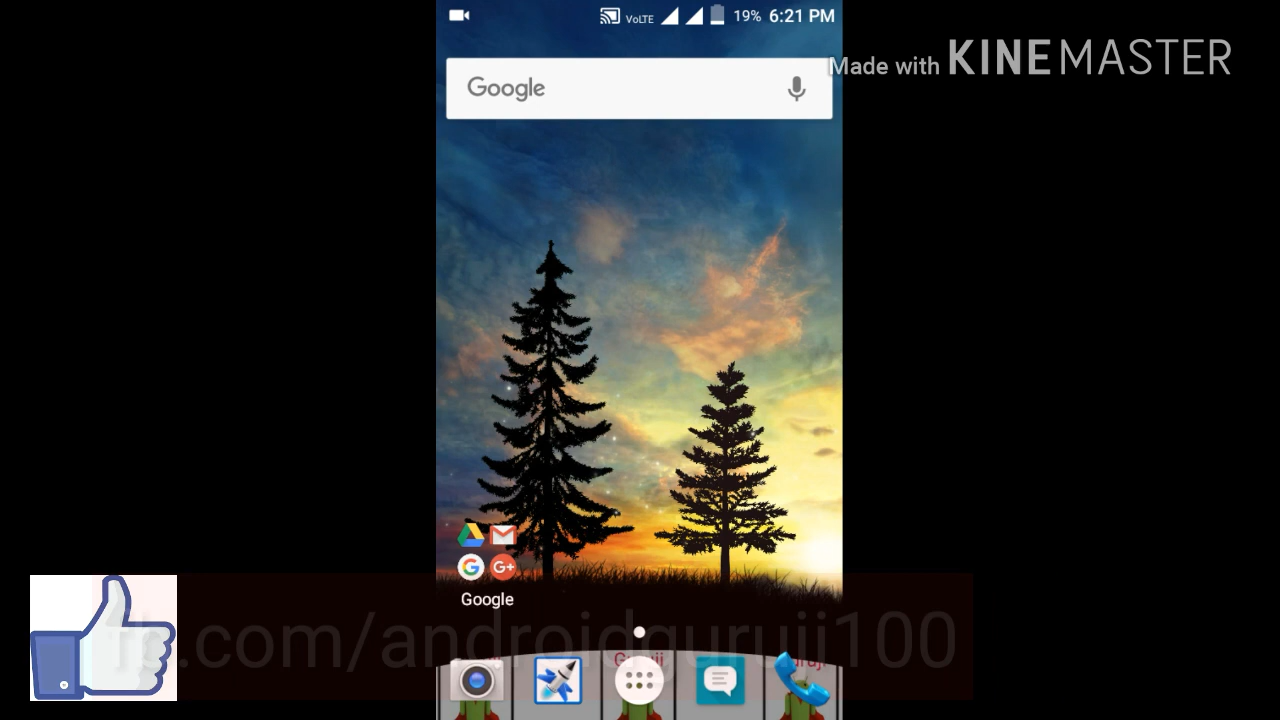 VoLTE 19% 6:21 PM
Made with KINEMASTER
Google
G G+
Google
fb.com/androidguruji100